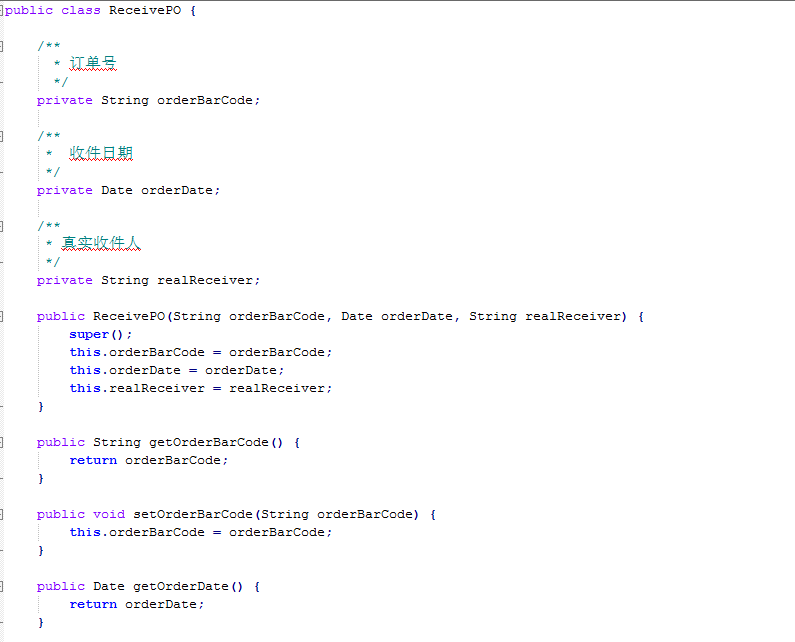 public class ReceivePO {
/**
* 订单号
*/
private String orderBarCode;
/**
* 收件日期
*/
private Date orderDate;
/**
* 真实收件人
*/
private String realReceiver;
public ReceivePO(String orderBarCode, Date orderDate, String realReceiver) {
super();
this.orderBarCode = orderBarCode;
this.orderDate = orderDate;
this.realReceiver = realReceiver;
}
public String getOrderBarCode() {
return orderBarCode;
}
public void setOrderBarCode(String orderBarCode) {
this.orderBarCode = orderBarCode;
}
public Date getOrderDate() {
return orderDate;
}